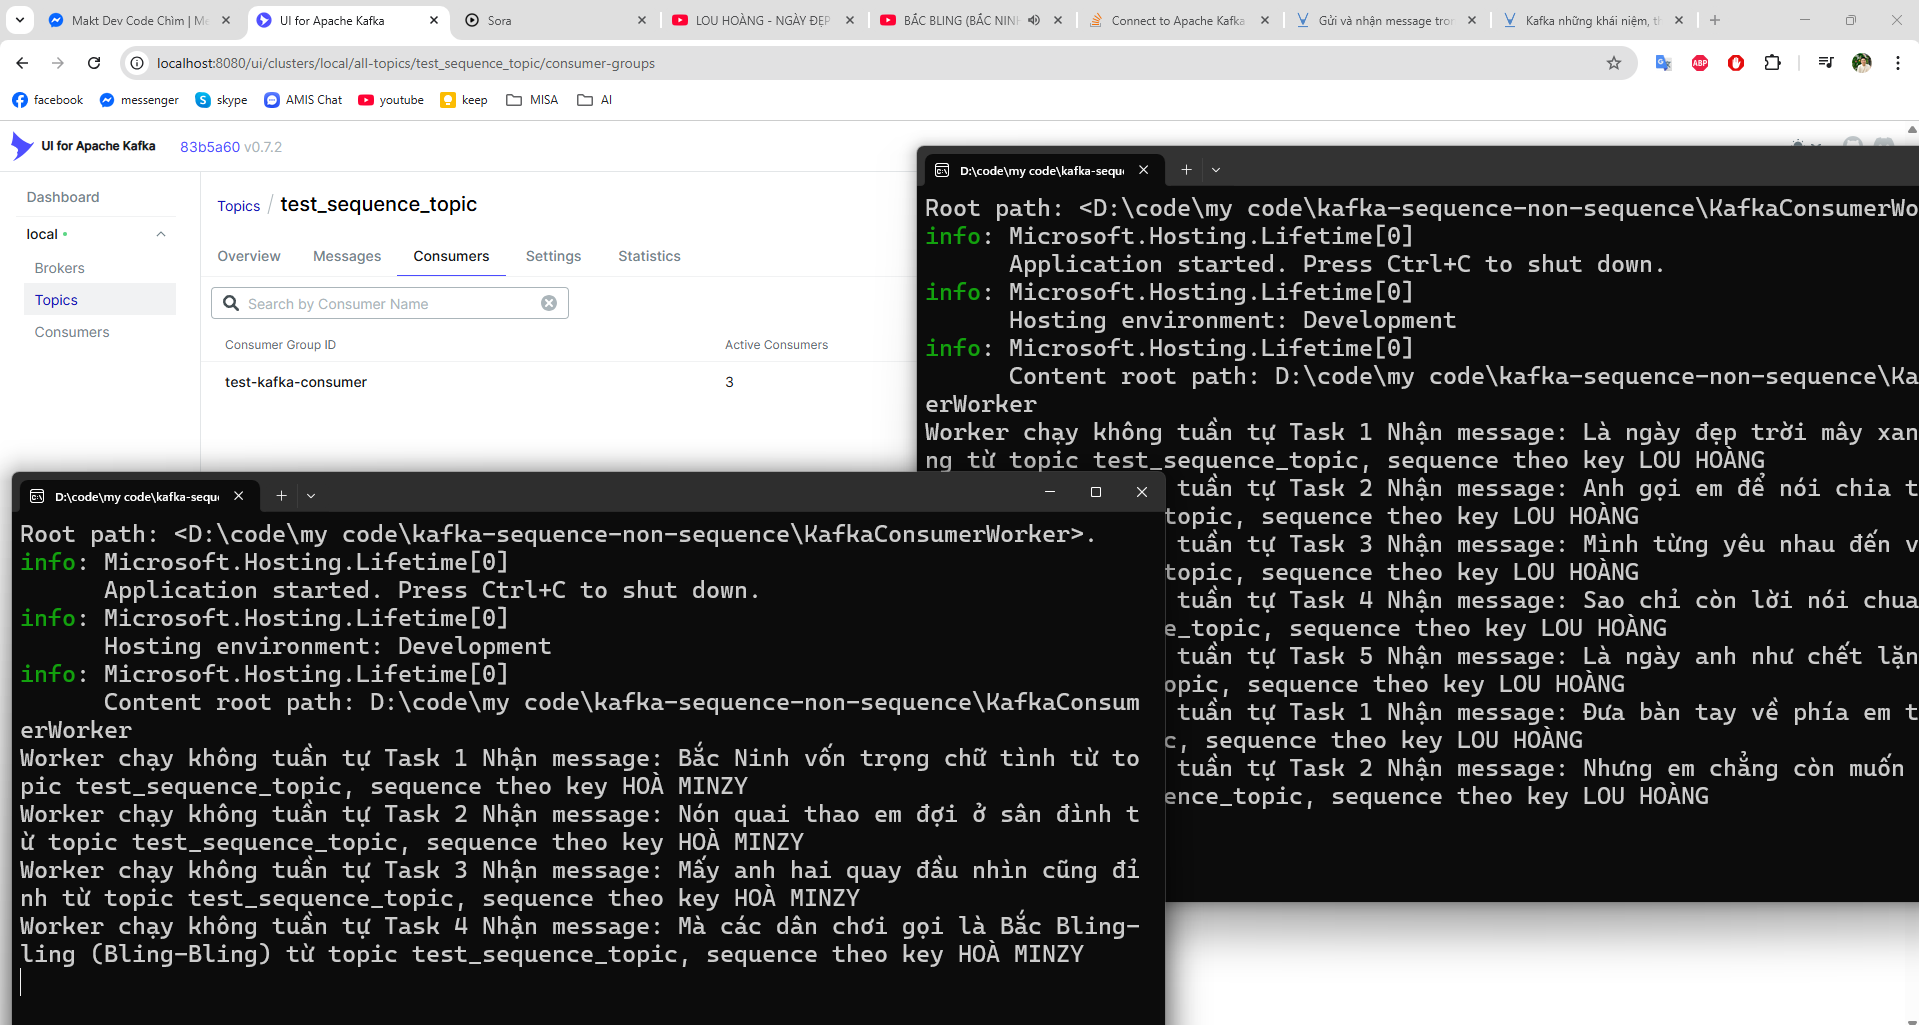 Makt Dev Code Chìm | Me
UI for Apache Kafka
Sora
LOU HOÀNG - NGÀY ĐẸP
BẮC BLING (BẮC NINH
Connect to Apache Kafka
Gửi và nhận message tron
Kafka những khái niệm, th
localhost:8080/ui/clusters/local/all-topics/test_sequence_topic/consumer-groups
ABP
facebook
messenger
skype
AMIS Chat
youtube
keep
MISA
AI
UI for Apache Kafka
83b5a60 v0.7.2
Dashboard
local
Brokers
Topics
Consumers
Topics / test_sequence_topic
Overview
Messages
Consumers
Settings
Statistics
Search by Consumer Name
Consumer Group ID
Active Consumers
test-kafka-consumer
3
D:\code\my code\kafka-sequ
Root path: <D:\code\my code\kafka-sequence-non-sequence\KafkaConsumerWo
info: Microsoft.Hosting.Lifetime[0]
Application started. Press Ctrl+C to shut down.
info: Microsoft.Hosting.Lifetime[0]
Hosting environment: Development
info: Microsoft.Hosting.Lifetime[0]
Content root path: D:\code\my code\kafka-sequence-non-sequence\Ka
erWorker
Worker chạy không tuần tự Task 1 Nhận message: Là ngày đẹp trời mây xan
ng từ topic test_sequence_topic, sequence theo key LOU HOÀNG
tuần tự Task 2 Nhận message: Anh gọi em để nói chia t
topic, sequence theo key LOU HOÀNG
tuần tự Task 3 Nhận message: Mình từng yêu nhau đến v
topic, sequence theo key LOU HOÀNG
tuần tự Task 4 Nhận message: Sao chỉ còn lời nói chua
e_topic, sequence theo key LOU HOÀNG
tuần tự Task 5 Nhận message: Là ngày anh như chết lặn
opic, sequence theo key LOU HOÀNG
tuần tự Task 1 Nhận message: Đưa bàn tay về phía em t
c, sequence theo key LOU HOÀNG
tuần tự Task 2 Nhận message: Nhưng em chẳng còn muốn
ence_topic, sequence theo key LOU HOÀNG
D:\code\my code\kafka-sequ
Root path: <D:\code\my code\kafka-sequence-non-sequence\KafkaConsumerWorker>.
info: Microsoft.Hosting.Lifetime[0]
Application started. Press Ctrl+C to shut down.
info: Microsoft.Hosting.Lifetime[0]
Hosting environment: Development
info: Microsoft.Hosting.Lifetime[0]
Content root path: D:\code\my code\kafka-sequence-non-sequence\KafkaConsum
erWorker
Worker chạy không tuần tự Task 1 Nhận message: Bắc Ninh vốn trọng chữ tình từ to
pic test_sequence_topic, sequence theo key HOÀ MINZY
Worker chạy không tuần tự Task 2 Nhận message: Nón quai thao em đợi ở sân đình t
ừ topic test_sequence_topic, sequence theo key HOÀ MINZY
Worker chạy không tuần tự Task 3 Nhận message: Mấy anh hai quay đầu nhìn cũng đỉ
nh từ topic test_sequence_topic, sequence theo key HOÀ MINZY
Worker chạy không tuần tự Task 4 Nhận message: Mà các dân chơi gọi là Bắc Bling-
ling (Bling-Bling) từ topic test_sequence_topic, sequence theo key HOÀ MINZY